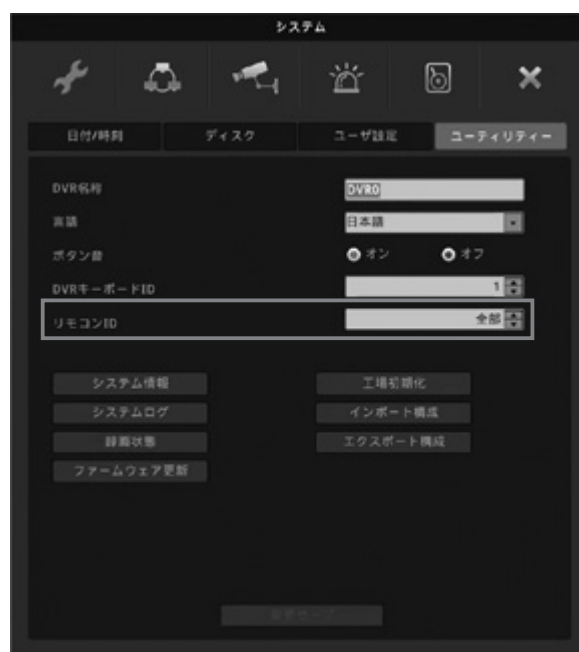 システム
日付/時刻 ディスク ユーザ設定 ユーティリティー
DVR名称 DVR0
言語 日本語
ボタン音 オン オフ
DVRキーボードID 1
リモコンID 全部
システム情報 工場初期化
システムログ インポート構成
録画状態 エクスポート構成
ファームウェア更新